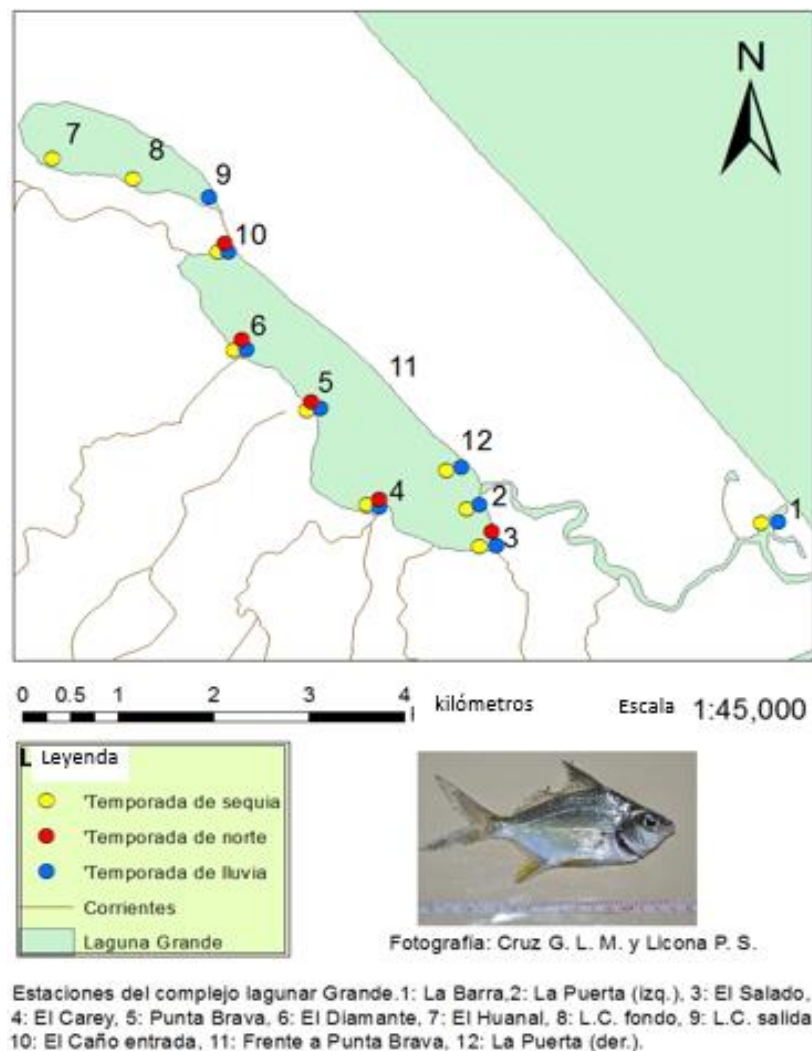 N
7
8
9
10
6
5
11
12
4
2
3
1
0 0.5 1 2 3 4
kilómetros
Escala 1:45,000
L Leyenda
'Temporada de sequia
'Temporada de norte
'Temporada de lluvia
Corrientes
Laguna Grande
Fotografía: Cruz G. L. M. y Licona P. S.
Estaciones del complejo lagunar Grande.1: La Barra,2: La Puerta (izq.), 3: El Salado,
4: El Carey, 5: Punta Brava, 6: El Diamante, 7: El Huanal, 8: L.C. fondo, 9: L.C. salida
10: El Caño entrada, 11: Frente a Punta Brava, 12: La Puerta (der.).